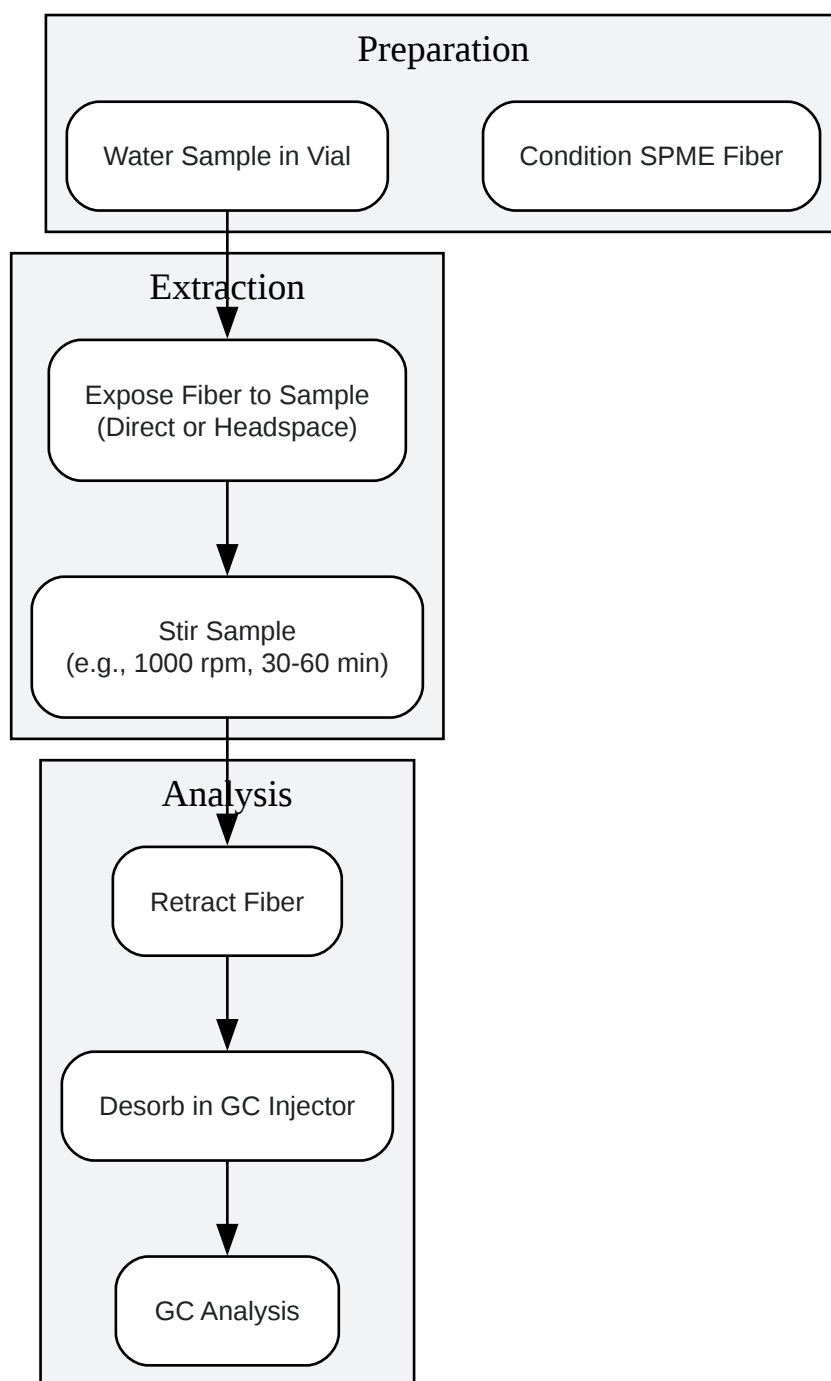 Preparation
Water Sample in Vial
Condition SPME Fiber
Extraction
Expose Fiber to Sample
(Direct or Headspace)
Stir Sample
(e.g., 1000 rpm, 30-60 min)
Analysis
Retract Fiber
Desorb in GC Injector
GC Analysis